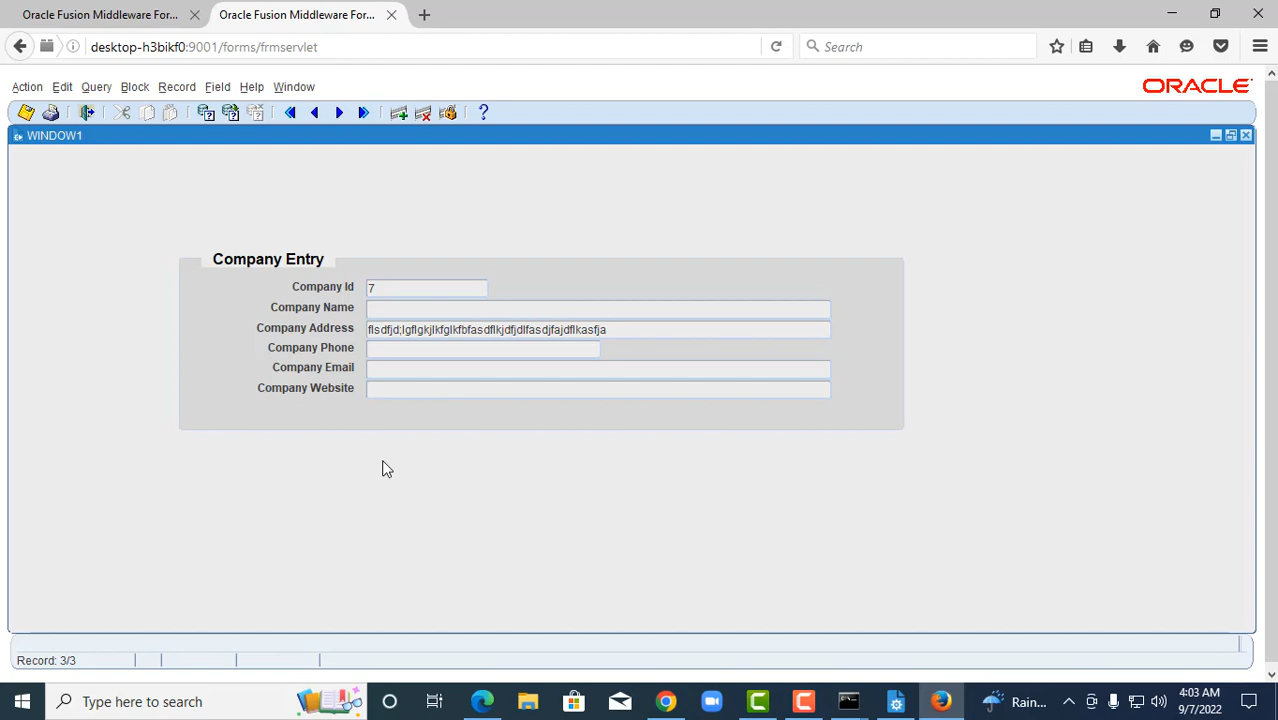 Oracle Fusion Middleware For...
Oracle Fusion Middleware For...
desktop-h3bikf0:9001/forms/frmservlet
Search
Action Edit Query Block Record Field Help Window
ORACLE
WINDOW1
Company Entry
Company Id 7
Company Name
Company Address flsdfjd;lgflgkjlkfglkfbfasdflkjdfjdlfasdjfajdflkasfja
Company Phone
Company Email
Company Website
Record: 3/3
Type here to search
Rain...
4:03 AM
9/7/2022